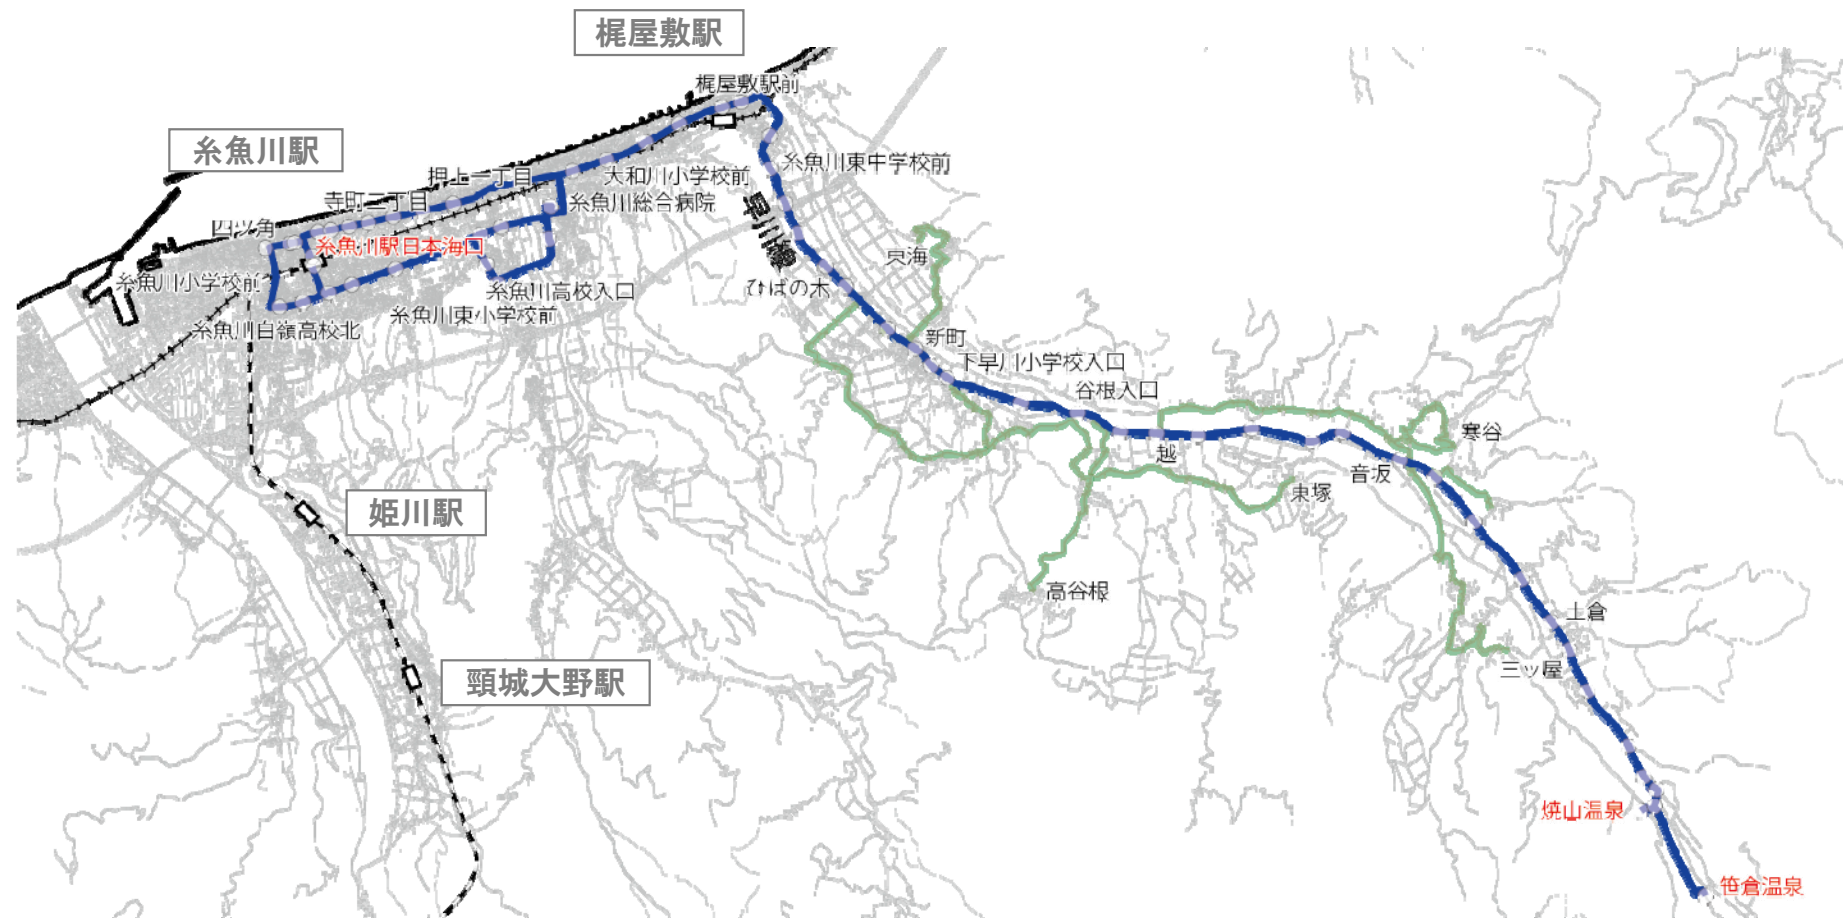 梶屋敷駅
梶屋敷駅前
糸魚川駅
押上一丁目
大和川小学校前
糸魚川東中学校前
寺町二丁目
糸魚川総合病院
早川線
四ツ角
糸魚川駅日本海口
東海
糸魚川小学校前
糸魚川高校入口
ひばの木
糸魚川白嶺高校北
糸魚川東小学校前
新町
下早川小学校入口
谷根入口
寒谷
越
音坂
東塚
姫川駅
高谷根
土倉
三ッ屋
頸城大野駅
焼山温泉
笹倉温泉